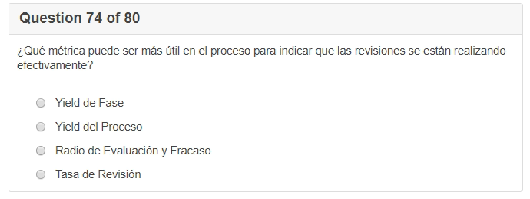 Question 74 of 80
¿Qué métrica puede ser más útil en el proceso para indicar que las revisiones se están realizando
efectivamente?
Yield de Fase
Yield del Proceso
Radio de Evaluación y Fracaso
Tasa de Revisión